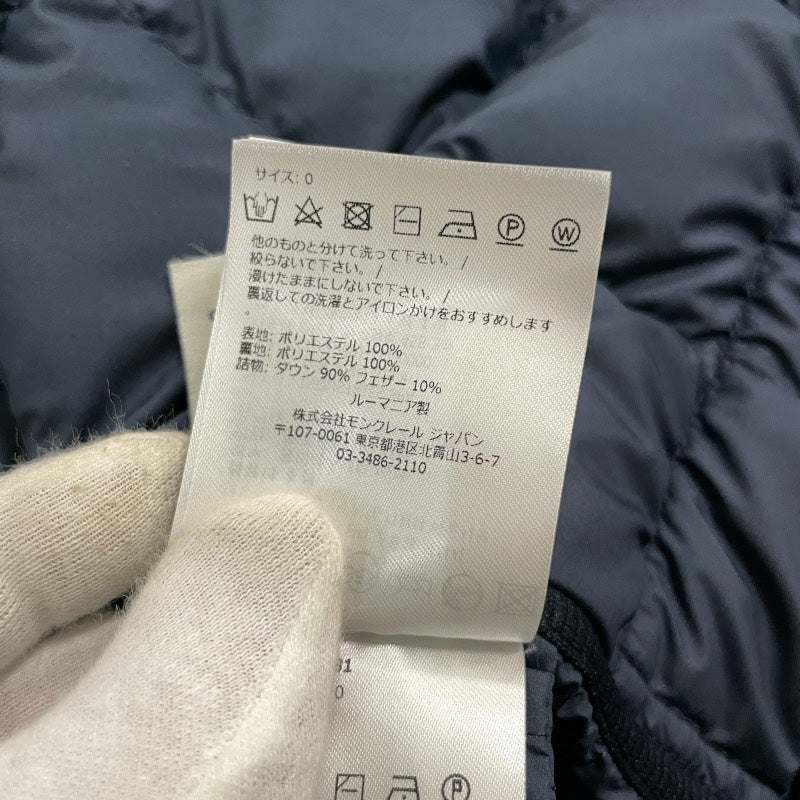 サイズ: 0
P W
他のものと分けて洗って下さい。/
絞らないで下さい。/
浸けたままにしないで下さい。/
裏返しての洗濯とアイロンかけをおすすめします
。
表地: ポリエステル 100%
裏地: ポリエステル 100%
詰物: ダウン 90% フェザー 10%
ルーマニア製
株式会社モンクレール ジャパン
〒107-0061 東京都港区北青山3-6-7
03-3486-2110
P